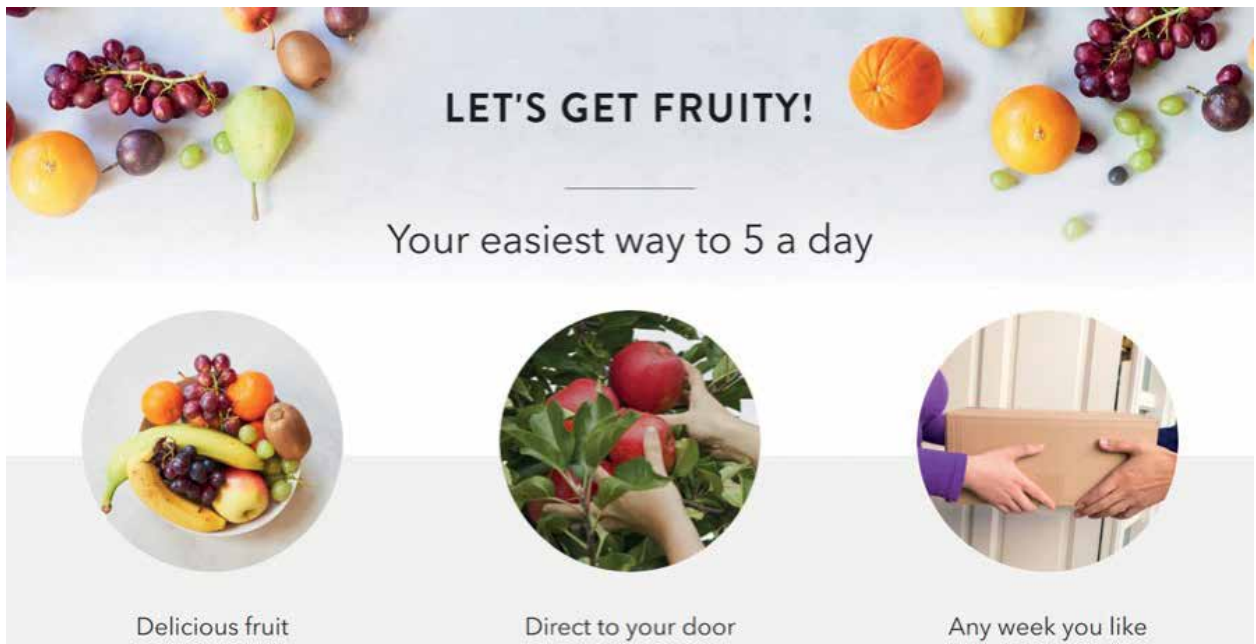 LET'S GET FRUITY!
Your easiest way to 5 a day
Delicious fruit
Direct to your door
Any week you like